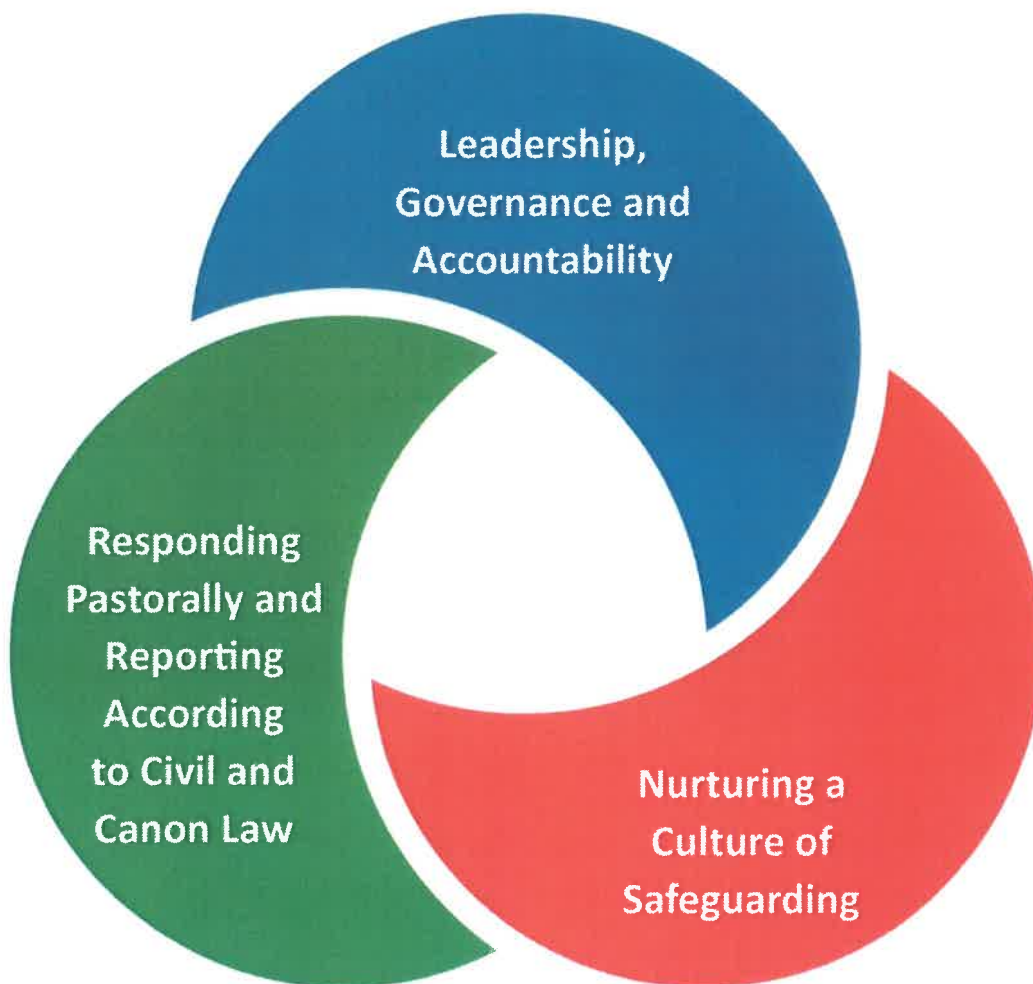 Leadership,
Governance and
Accountability
Responding
Pastorally and
Reporting
According
to Civil and
Canon Law
Nurturing a
Culture of
Safeguarding